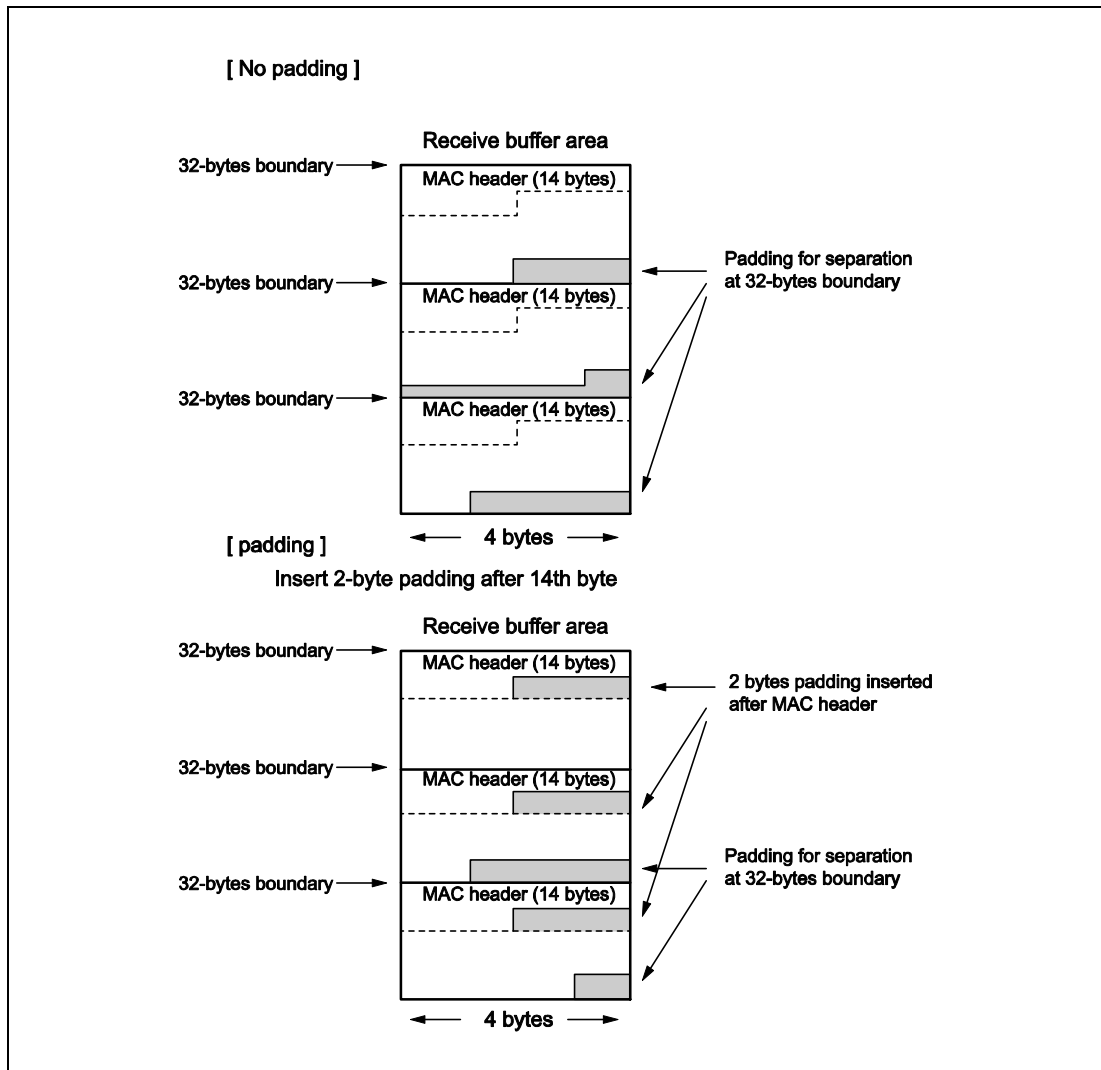 [ No padding ]
Receive buffer area
32-bytes boundary
MAC header (14 bytes)
Padding for separation
at 32-bytes boundary
32-bytes boundary
MAC header (14 bytes)
32-bytes boundary
MAC header (14 bytes)
4 bytes
[ padding ]
Insert 2-byte padding after 14th byte
Receive buffer area
32-bytes boundary
MAC header (14 bytes)
2 bytes padding inserted
after MAC header
32-bytes boundary
MAC header (14 bytes)
Padding for separation
at 32-bytes boundary
32-bytes boundary
MAC header (14 bytes)
4 bytes